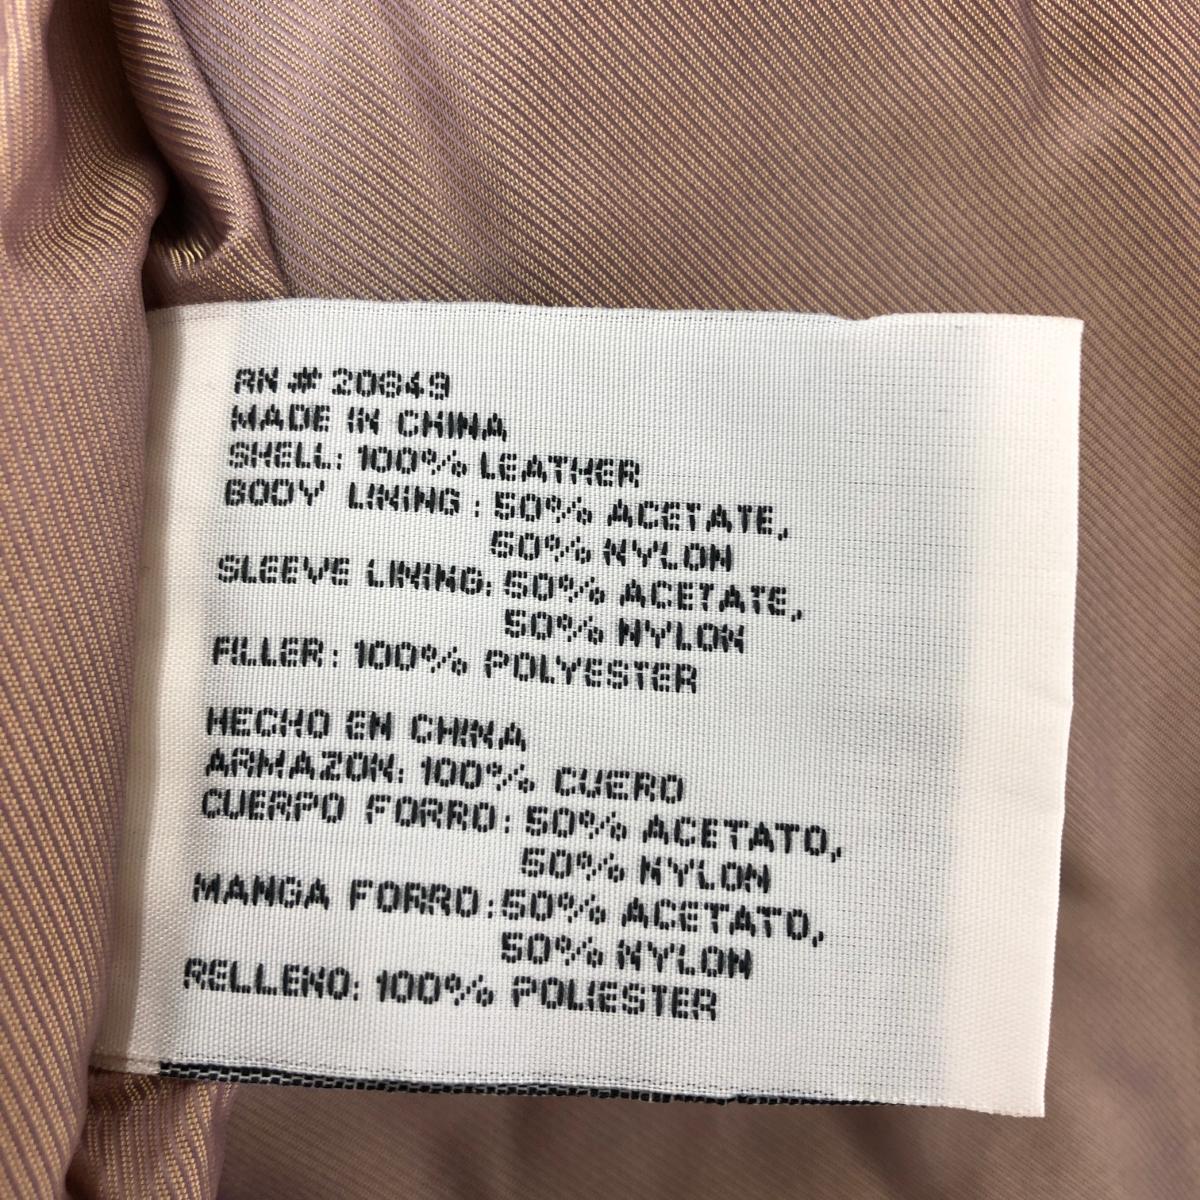 RN # 20649
MADE IN CHINA
SHELL: 100% LEATHER
BODY LINING : 50% ACETATE,
50% NYLON
SLEEVE LINING: 50% ACETATE,
50% NYLON
FILLER: 100% POLYESTER
HECHO EN CHINA
ARMAZON: 100% CUERO
CUERPO FORRO: 50% ACETATO,
50% NYLON
MANGA FORRO: 50% ACETATO,
50% NYLON
RELLENO: 100% POLIESTER